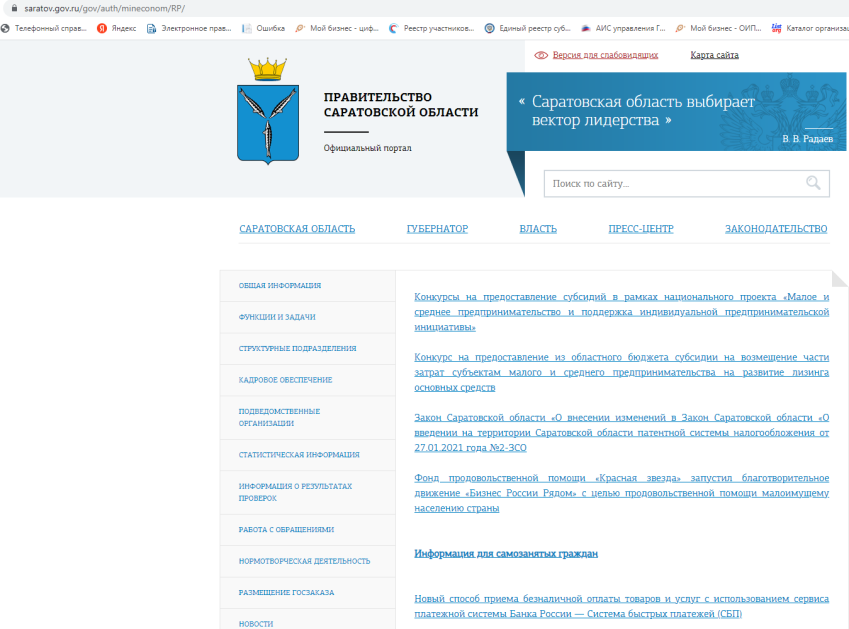 saratov.gov.ru/gov/auth/mineconom/RP/
Телефонный справ... Яндекс Электронное прав... Ошибка Мой бизнес - циф... Реестр участников... Единый реестр суб... АИС управления Г... Мой бизнес - ОИП... Каталог организа
Версия для слабовидящих Карта сайта
ПРАВИТЕЛЬСТВО
САРАТОВСКОЙ ОБЛАСТИ
Официальный портал
« Саратовская область выбирает
вектор лидерства »
В. В. Радаев
Поиск по сайту...
САРАТОВСКАЯ ОБЛАСТЬ ГУБЕРНАТОР ВЛАСТЬ ПРЕСС-ЦЕНТР ЗАКОНОДАТЕЛЬСТВО
ОБЩАЯ ИНФОРМАЦИЯ
ФУНКЦИИ И ЗАДАЧИ
СТРУКТУРНЫЕ ПОДРАЗДЕЛЕНИЯ
КАДРОВОЕ ОБЕСПЕЧЕНИЕ
ПОДВЕДОМСТВЕННЫЕ
ОРГАНИЗАЦИИ
СТАТИСТИЧЕСКАЯ ИНФОРМАЦИЯ
ИНФОРМАЦИЯ О РЕЗУЛЬТАТАХ
ПРОВЕРОК
РАБОТА С ОБРАЩЕНИЯМИ
НОРМОТВОРЧЕСКАЯ ДЕЯТЕЛЬНОСТЬ
РАЗМЕЩЕНИЕ ГОСЗАКАЗА
НОВОСТИ
Конкурсы на предоставление субсидий в рамках национального проекта «Малое и
среднее предпринимательство и поддержка индивидуальной предпринимательской
инициативы»
Конкурс на предоставление из областного бюджета субсидии на возмещение части
затрат субъектам малого и среднего предпринимательства на развитие лизинга
основных средств
Закон Саратовской области «О внесении изменений в Закон Саратовской области «О
введении на территории Саратовской области патентной системы налогообложения от
27.01.2021 года №2-ЗСО
Фонд продовольственной помощи «Красная звезда» запустил благотворительное
движение «Бизнес России Рядом» с целью продовольственной помощи малоимущему
населению страны
Информация для самозанятых граждан
Новый способ приема безналичной оплаты товаров и услуг с использованием сервиса
платежной системы Банка России — Система быстрых платежей (СБП)